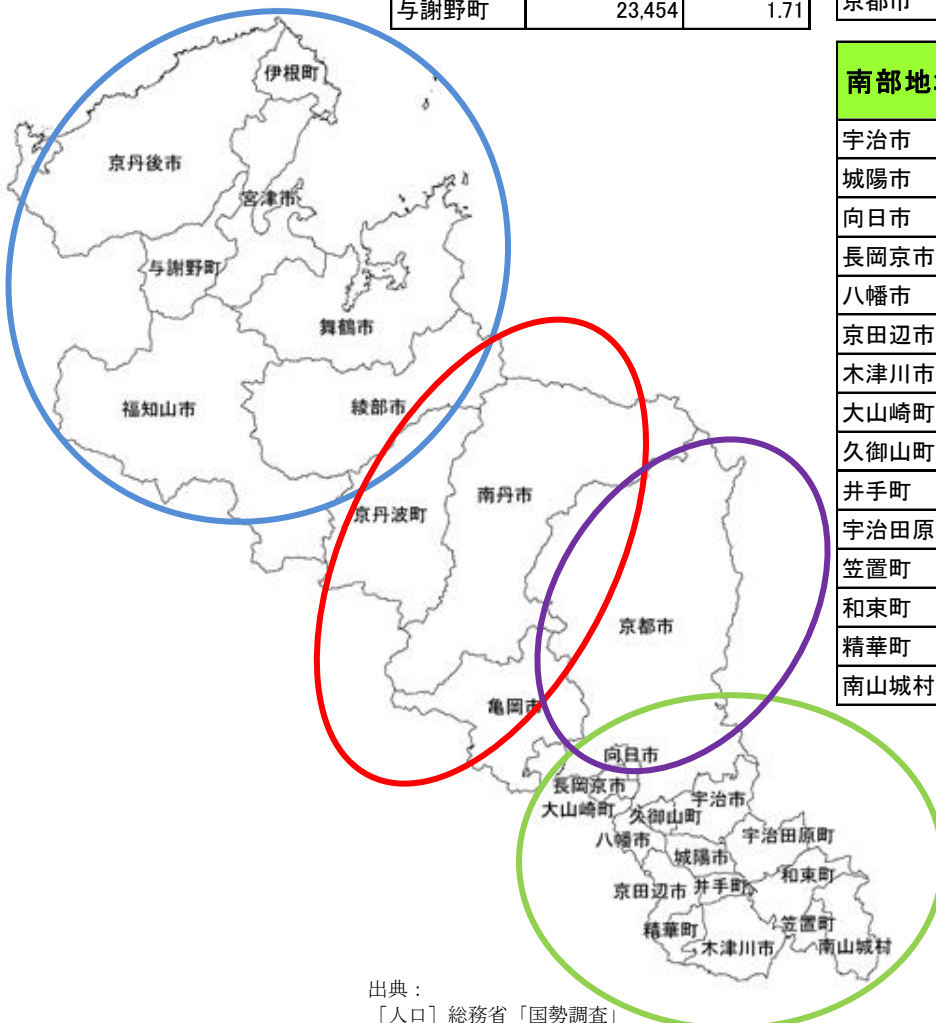 与謝野町 23,454 1.71
京都市
南部地
宇治市
城陽市
向日市
長岡京市
八幡市
京田辺市
木津川市
大山崎町
久御山町
井手町
宇治田原
笠置町
和束町
精華町
南山城村
伊根町
京丹後市
宮津市
与謝野町
舞鶴市
福知山市
綾部市
京丹波町
南丹市
京都市
亀岡市
向日市
長岡京市
大山崎町
宇治市
久御山町
八幡市
宇治田原町
城陽市
和束町
京田辺市
井手町
笠置町
精華町
木津川市
南山城村
出典：
［人口］総務省「国勢調査」